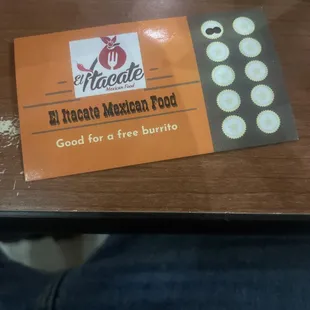 El
Itacate
Mexican Food
El Itacate Mexican Food
Good for a free burrito